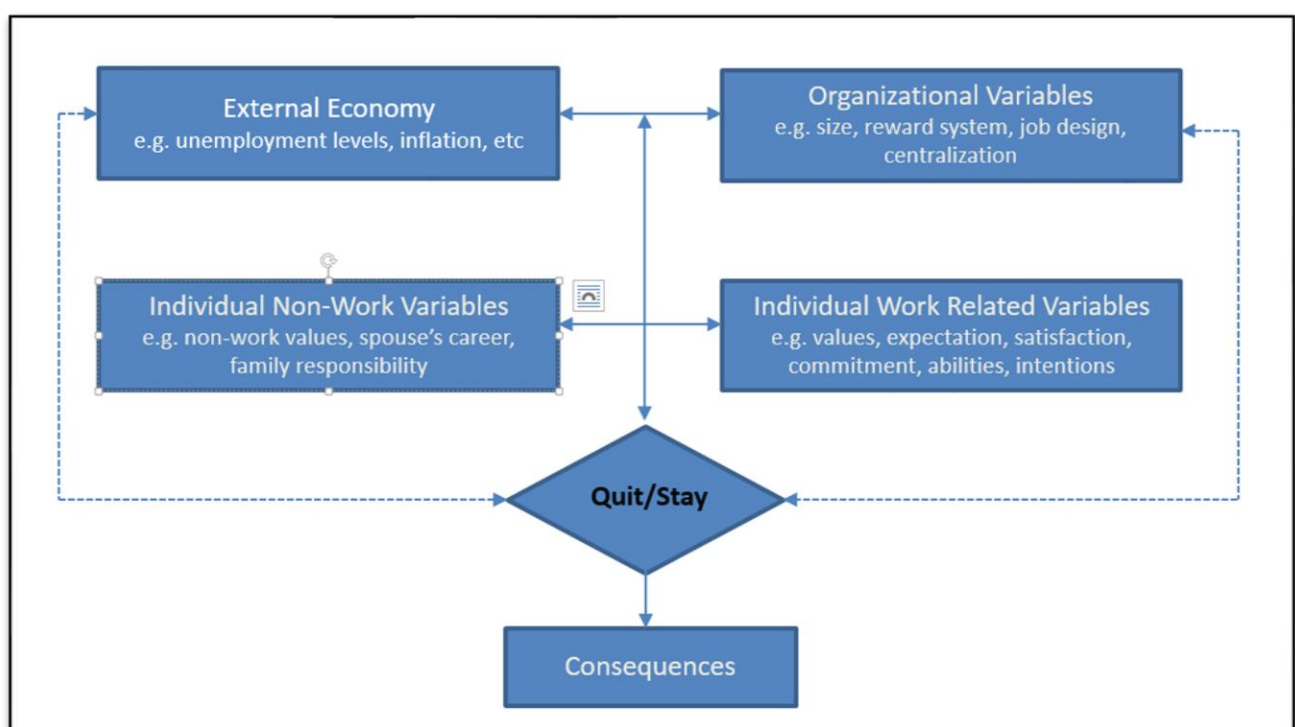 External Economy
e.g. unemployment levels, inflation, etc
Organizational Variables
e.g. size, reward system, job design,
centralization
Individual Non-Work Variables
e.g. non-work values, spouse's career,
family responsibility
Individual Work Related Variables
e.g. values, expectation, satisfaction,
commitment, abilities, intentions
Quit/Stay
Consequences